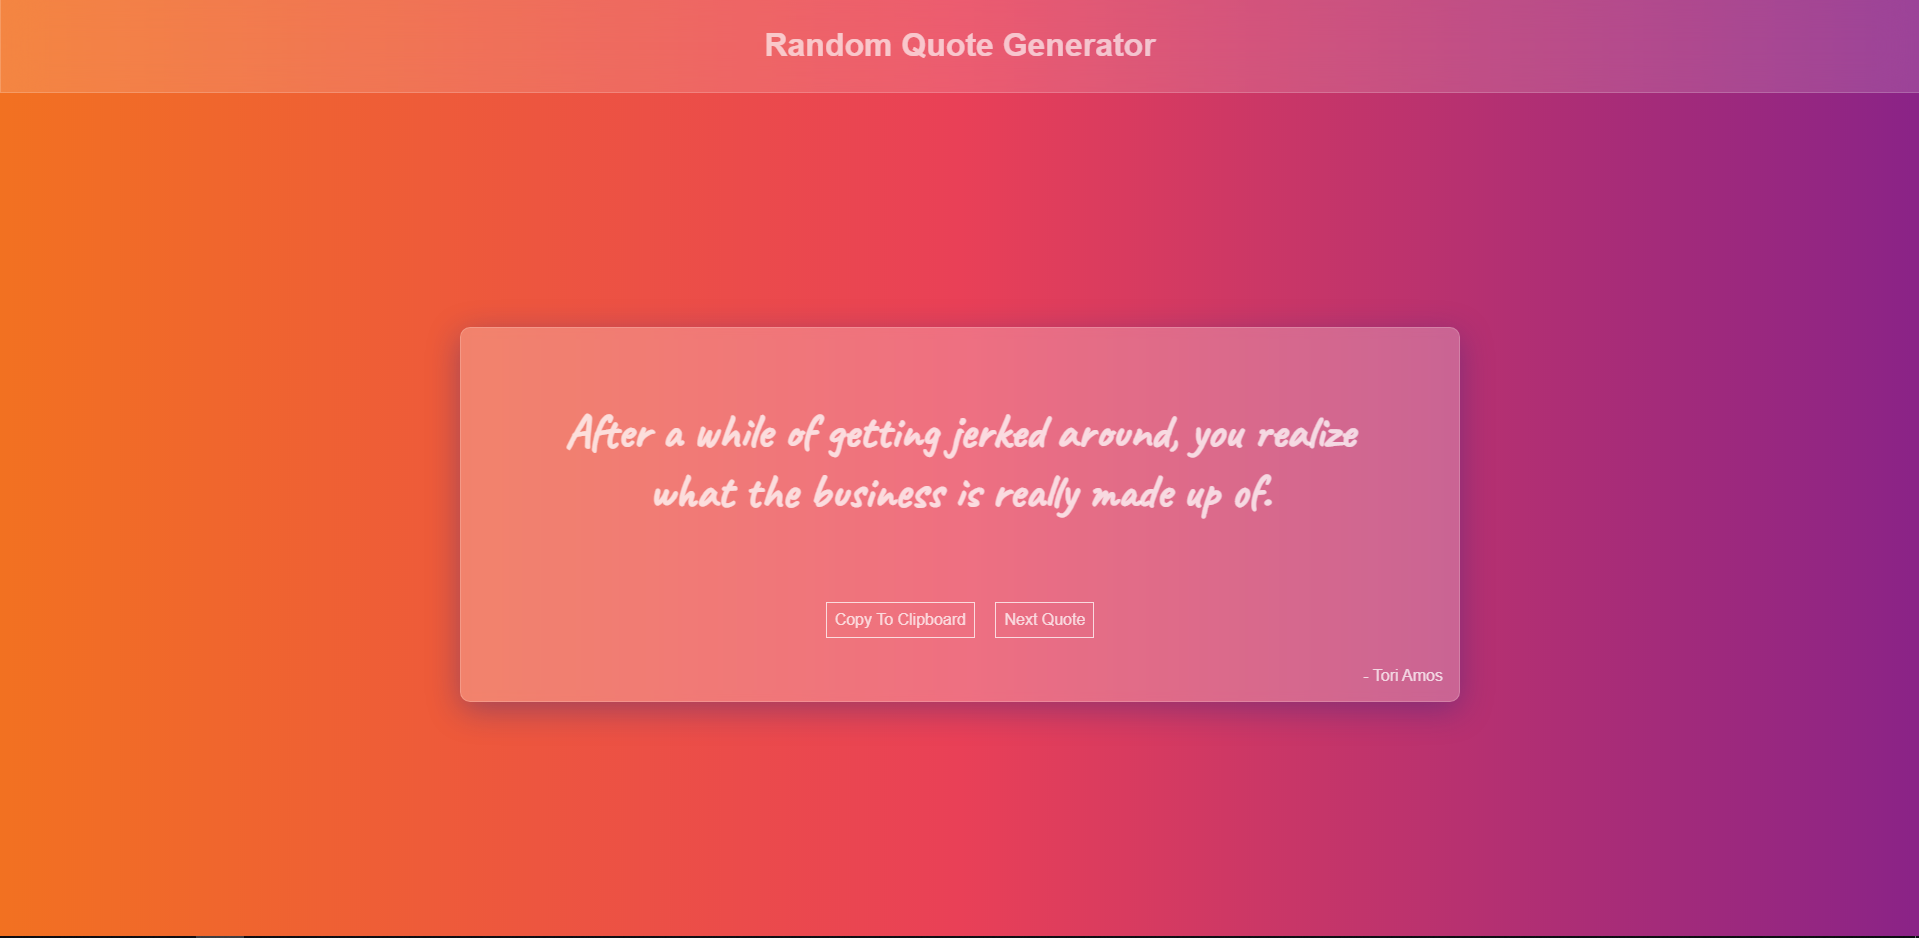 Random Quote Generator
After a while of getting jerked around, you realize
what the business is really made up of.
Copy To Clipboard
Next Quote
- Tori Amos